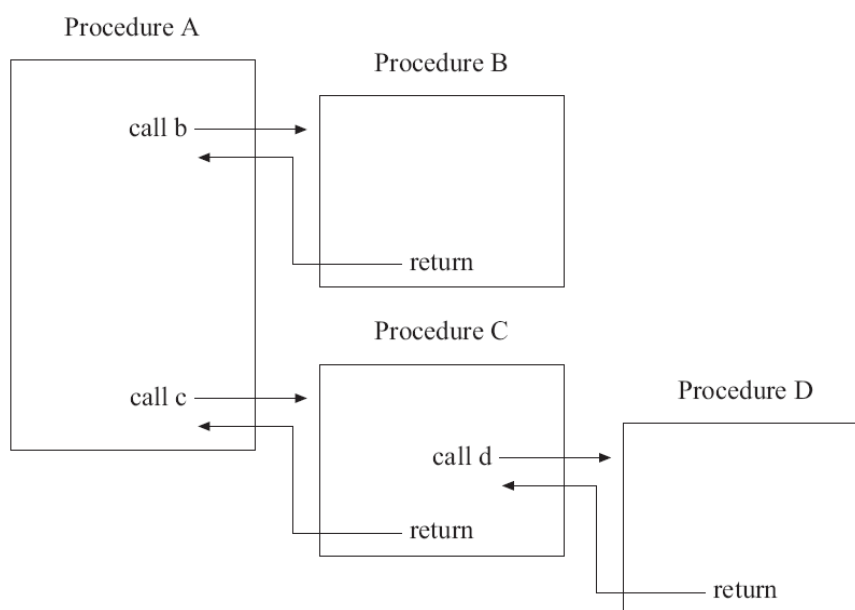 Procedure A
call b
Procedure B
return
Procedure C
call c
call d
return
Procedure D
return